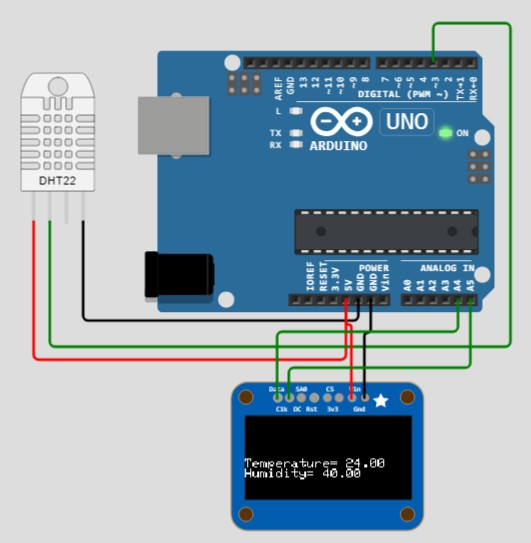 AREF
GND
13
12
~11
~10
~9
8
7
~6
~5
4
~3
2
TX→1
RX←0
DIGITAL (PWM ~)
L
TX
RX
UNO
ON
ARDUINO
DHT22
IOREF
RESET
3.3V
5V
GND
GND
Vin
POWER
ANALOG IN
A0
A1
A2
A3
A4
A5
Data SA0 CS Vin
Clk DC Rst 3v3 Gnd
Temperature= 24.00
Humidity= 40.00